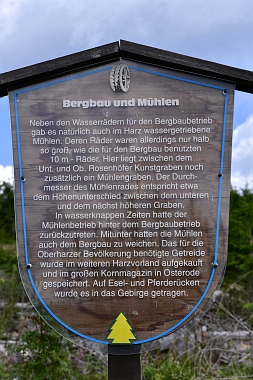 Bergbau und Mühlen
Neben den Wasserrädern für den Bergbaubetrieb
gab es natürlich auch im Harz wassergetriebene
Mühlen. Deren Räder waren allerdings nur halb
so groß, wie die für den Bergbau benutzten
10 m - Räder. Hier liegt zwischen dem
Unt. und Ob. Rosenhöfer Kunstgraben noch
zusätzlich ein Mühlengraben. Der Durch-
messer des Mühlenrades entspricht etwa
dem Höhenunterschied zwischen dem unteren
und dem nächst höheren Graben.
In wasserknappen Zeiten hatte der
Mühlenbetrieb hinter dem Bergbaubetrieb
zurückzutreten. Mitunter hatten die Mühlen
auch dem Bergbau zu weichen. Das für die
Oberharzer Bevölkerung benötigte Getreide
wurde im weiteren Harzvorland aufgekauft
und im großen Kornmagazin in Osterode
gespeichert. Auf Esel- und Pferderücken
wurde es in das Gebirge getragen.